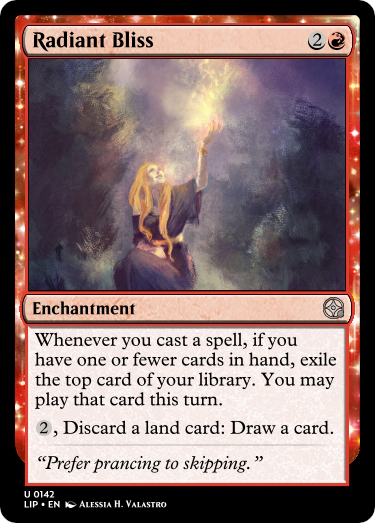 Radiant Bliss 2
Enchantment
Whenever you cast a spell, if you
have one or fewer cards in hand, exile
the top card of your library. You may
play that card this turn.
2, Discard a land card: Draw a card.
“Prefer prancing to skipping.”
U 0142
LIP • EN Alessia H. Valastro